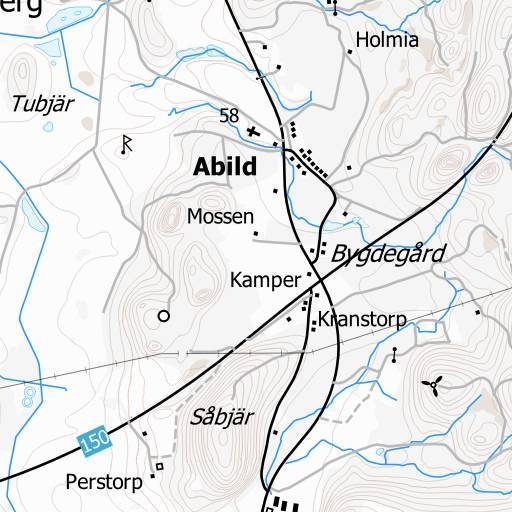 erg
Holmia
Tubjär
58
Abild
Mossen
Bygdegård
Kamper
Kranstorp
Såbjär
150
Perstorp